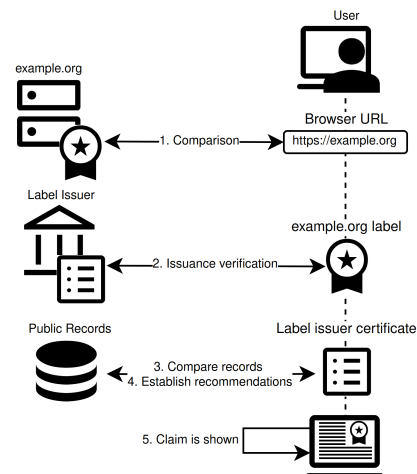 User
example.org
Browser URL
1. Comparison
https://example.org
Label Issuer
example.org label
2. Issuance verification
Public Records
Label issuer certificate
3. Compare records
4. Establish recommendations
5. Claim is shown